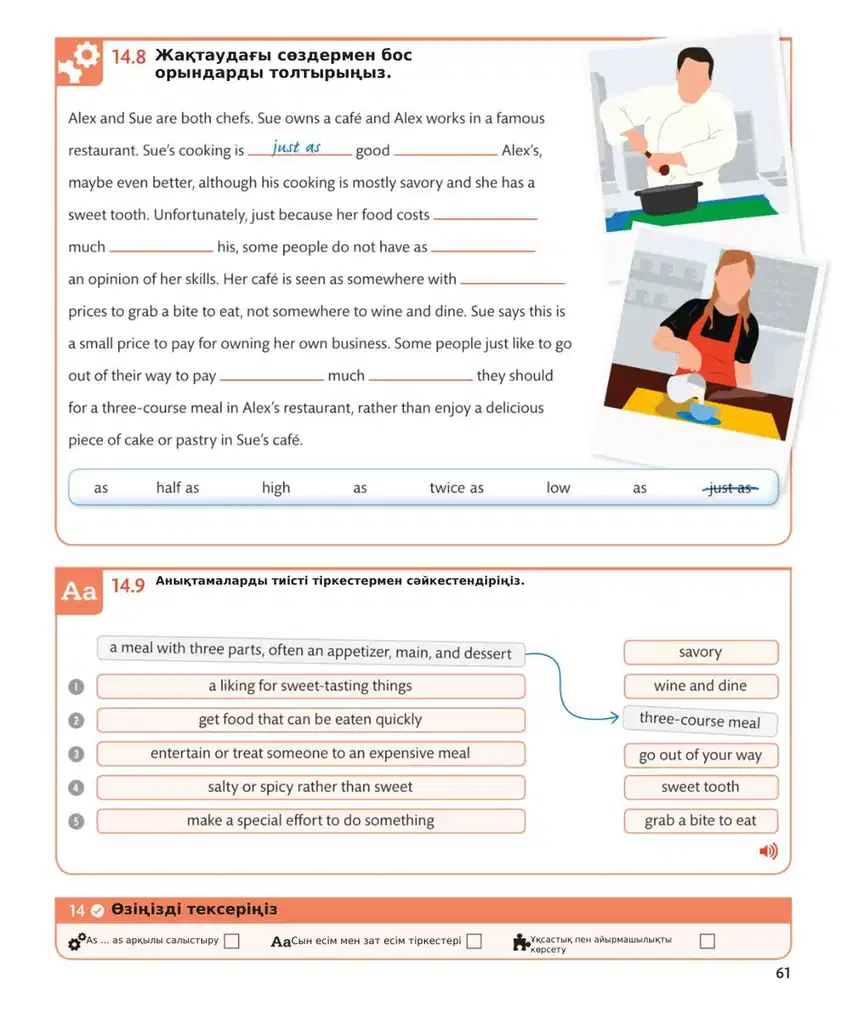 14.8 Жақтаудағы сөздермен бос
орындарды толтырыңыз.
Alex and Sue are both chefs. Sue owns a café and Alex works in a famous
restaurant. Sue's cooking is just as good ____________ Alex's,
maybe even better, although his cooking is mostly savory and she has a
sweet tooth. Unfortunately, just because her food costs ____________
much ____________ his, some people do not have as ____________
an opinion of her skills. Her café is seen as somewhere with ____________
prices to grab a bite to eat, not somewhere to wine and dine. Sue says this is
a small price to pay for owning her own business. Some people just like to go
out of their way to pay ____________ much ____________ they should
for a three-course meal in Alex's restaurant, rather than enjoy a delicious
piece of cake or pastry in Sue's café.
as half as high as twice as low as just as
Aa 14.9 Анықтамаларды тиісті тіркестермен сәйкестендіріңіз.
a meal with three parts, often an appetizer, main, and dessert
savory
1 a liking for sweet-tasting things
wine and dine
2 get food that can be eaten quickly
three-course meal
3 entertain or treat someone to an expensive meal
go out of your way
4 salty or spicy rather than sweet
sweet tooth
5 make a special effort to do something
grab a bite to eat
14 Өзіңізді тексеріңіз
As ... as арқылы салыстыру
Aa Сын есім мен зат есім тіркестері
Ұқсастық пен айырмашылықты
көрсету
61